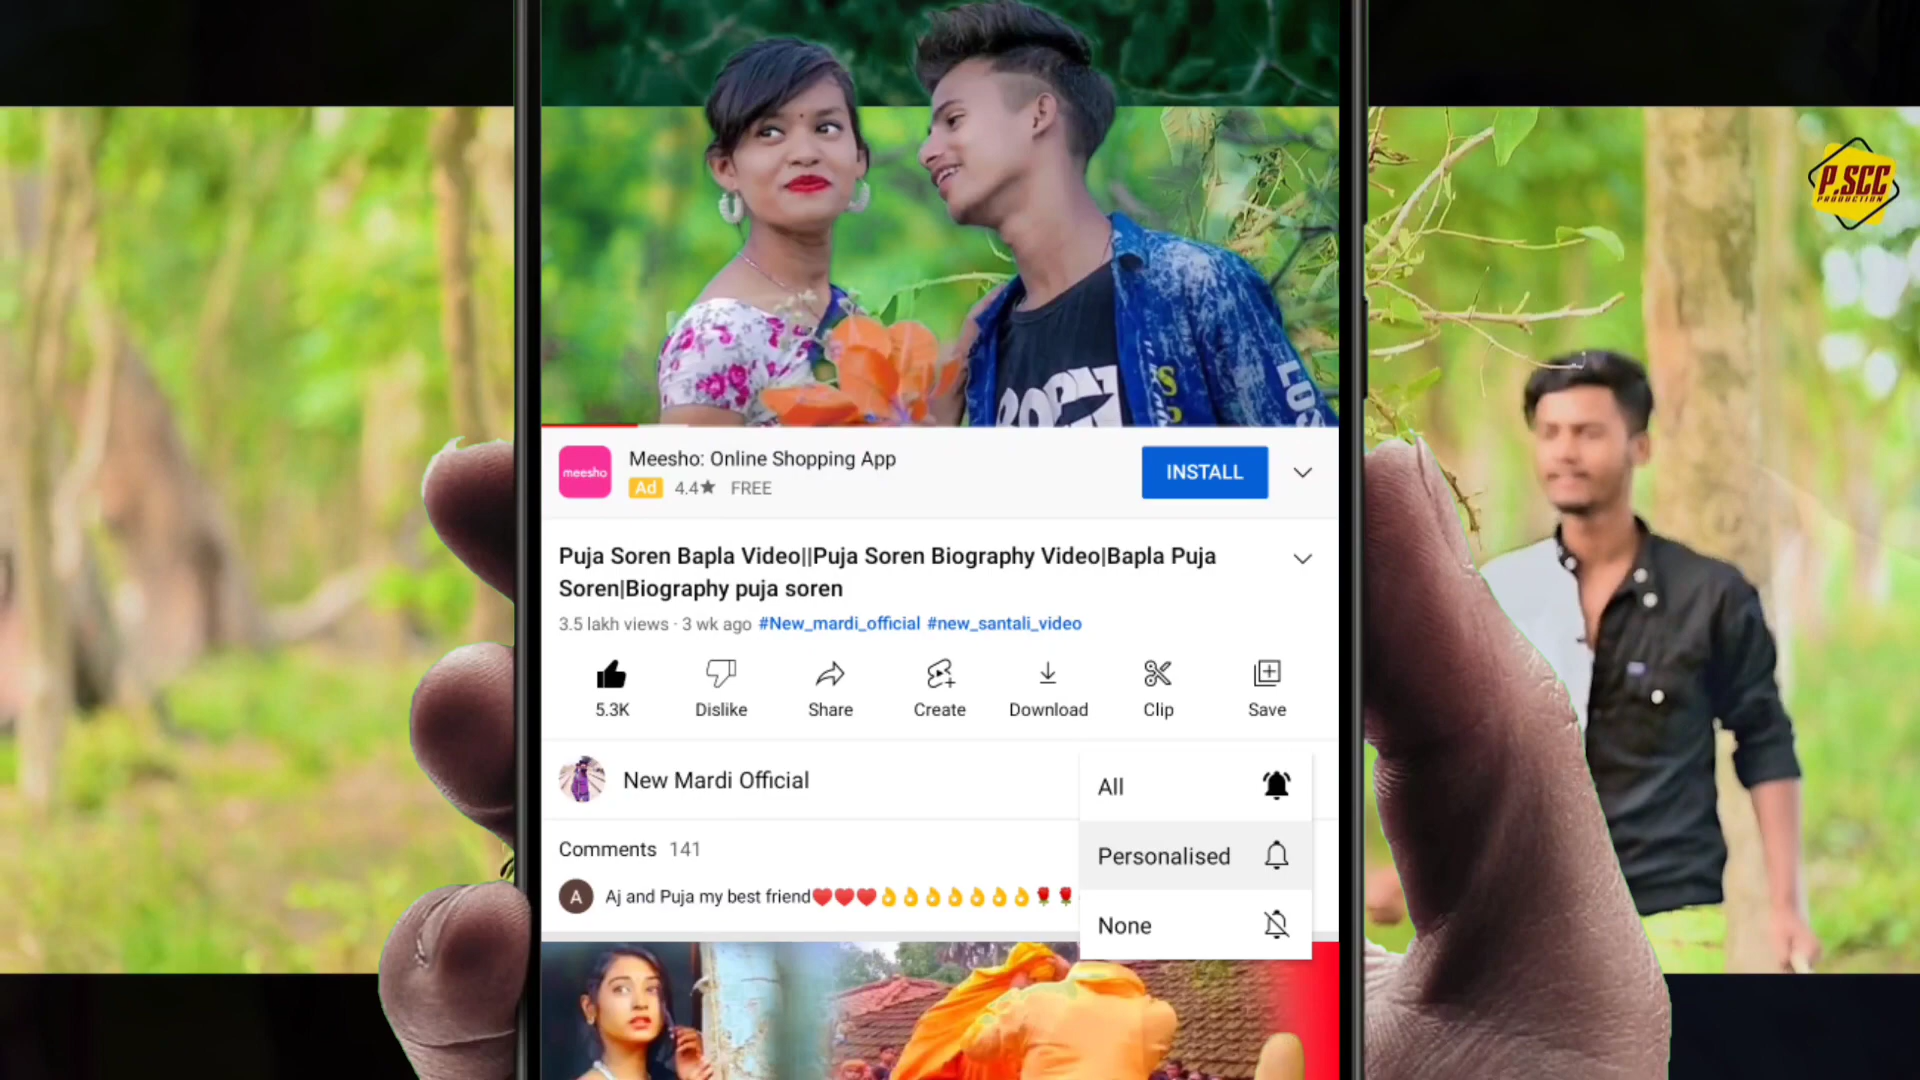 P.SCC
PRODUCTION
meesho
Meesho: Online Shopping App
Ad 4.4★ FREE
INSTALL
Puja Soren Bapla Video||Puja Soren Biography Video|Bapla Puja
Soren|Biography puja soren
3.5 lakh views · 3 wk ago #New_mardi_official #new_santali_video
5.3K Dislike Share Create Download Clip Save
New Mardi Official
All
Comments 141
Personalised
A
Aj and Puja my best friend❤️❤️❤️👌👌👌👌👌👌👌🌹🌹
None